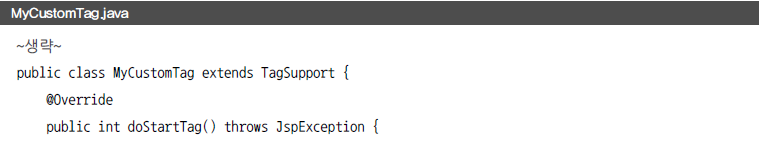 MyCustomTag.java
~생략~
public class MyCustomTag extends TagSupport {
@Override
public int doStartTag() throws JspException {